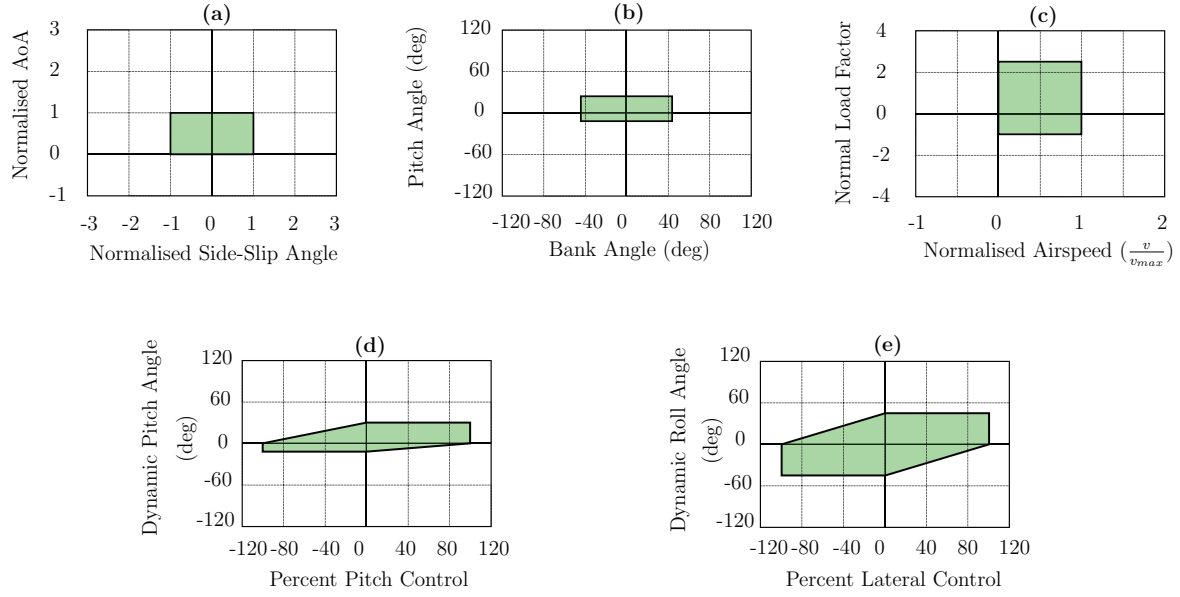 (a)
3
2
1
0
-1
-3 -2 -1 0 1 2 3
Normalised AoA
Normalised Side-Slip Angle
(b)
120
60
0
-60
-120
-120 -80 -40 0 40 80 120
Pitch Angle (deg)
Bank Angle (deg)
(c)
4
2
0
-2
-4
-1 0 1 2
Normal Load Factor
Normalised Airspeed (v/v_max)
(d)
120
60
0
-60
-120
-120 -80 -40 0 40 80 120
Dynamic Pitch Angle
(deg)
Percent Pitch Control
(e)
120
60
0
-60
-120
-120 -80 -40 0 40 80 120
Dynamic Roll Angle
(deg)
Percent Lateral Control